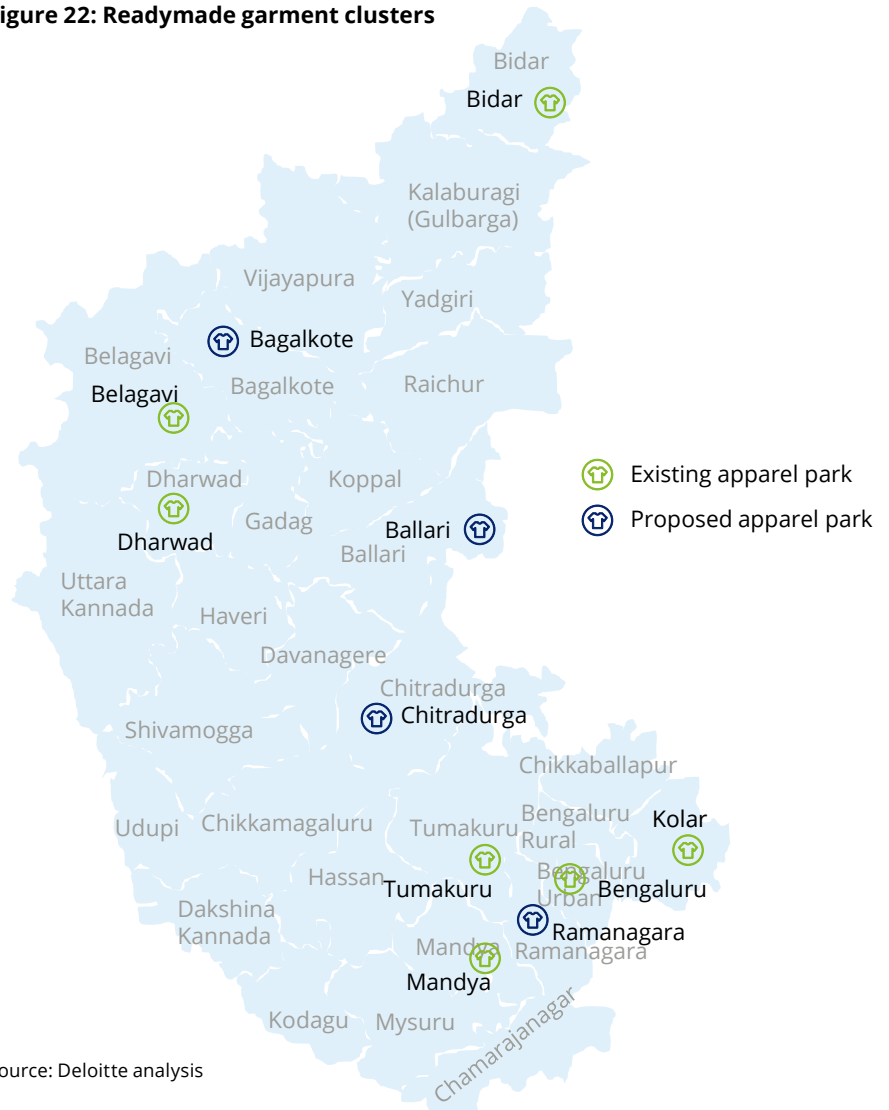 igure 22: Readymade garment clusters
Bidar
Bidar
Kalaburagi
(Gulbarga)
Vijayapura
Yadgiri
Bagalkote
Belagavi
Bagalkote
Raichur
Belagavi
Dharwad
Koppal
Existing apparel park
Gadag
Ballari
Proposed apparel park
Dharwad
Ballari
Uttara
Kannada
Haveri
Davanagere
Chitradurga
Chitradurga
Shivamogga
Chikkaballapur
Udupi
Chikkamagaluru
Tumakuru
Bengaluru
Rural
Kolar
Hassan
Tumakuru
Bengaluru
Urban
Bengaluru
Dakshina
Kannada
Ramanagara
Mandya
Ramanagara
Mandya
Kodagu
Mysuru
Chamarajanagar
ource: Deloitte analysis